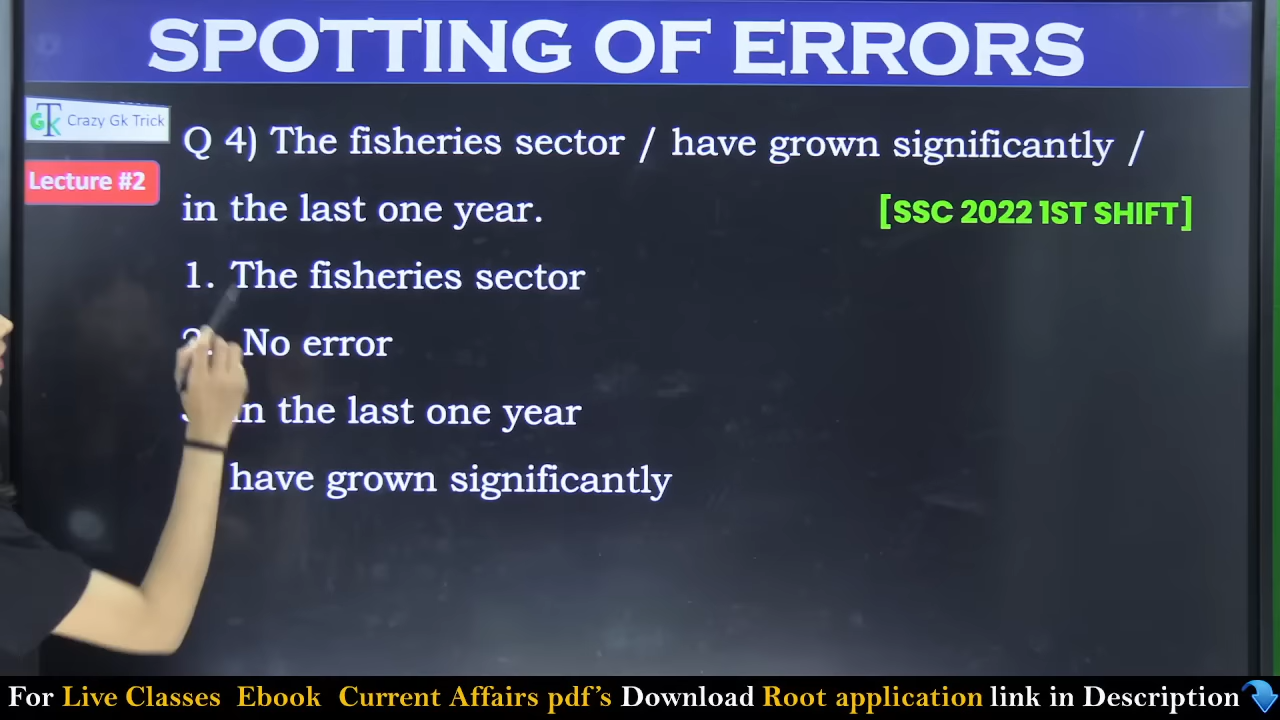 SPOTTING OF ERRORS
GTK Crazy Gk Trick
Lecture #2
Q 4) The fisheries sector / have grown significantly /
in the last one year.
[SSC 2022 1ST SHIFT]
1. The fisheries sector
No error
in the last one year
have grown significantly
For Live Classes Ebook Current Affairs pdf's Download Root application link in Description